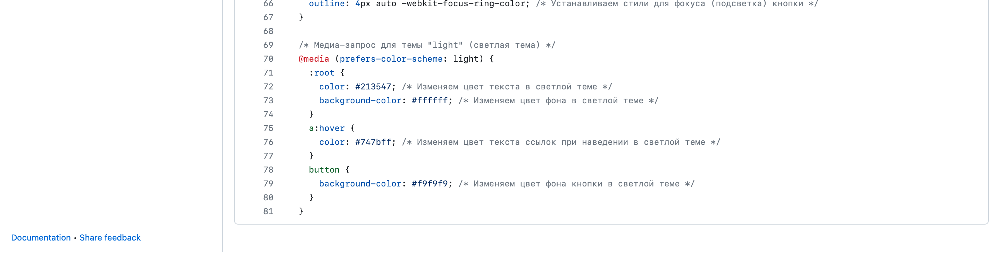 66 outline: 4px auto -webkit-focus-ring-color; /* Устанавливаем стили для фокуса (подсветка) кнопки */
67 }
68
69 /* Медиа-запрос для темы "light" (светлая тема) */
70 @media (prefers-color-scheme: light) {
71 :root {
72 color: #213547; /* Изменяем цвет текста в светлой теме */
73 background-color: #ffffff; /* Изменяем цвет фона в светлой теме */
74 }
75 a:hover {
76 color: #747bff; /* Изменяем цвет текста ссылок при наведении в светлой теме */
77 }
78 button {
79 background-color: #f9f9f9; /* Изменяем цвет фона кнопки в светлой теме */
80 }
81 }
Documentation • Share feedback